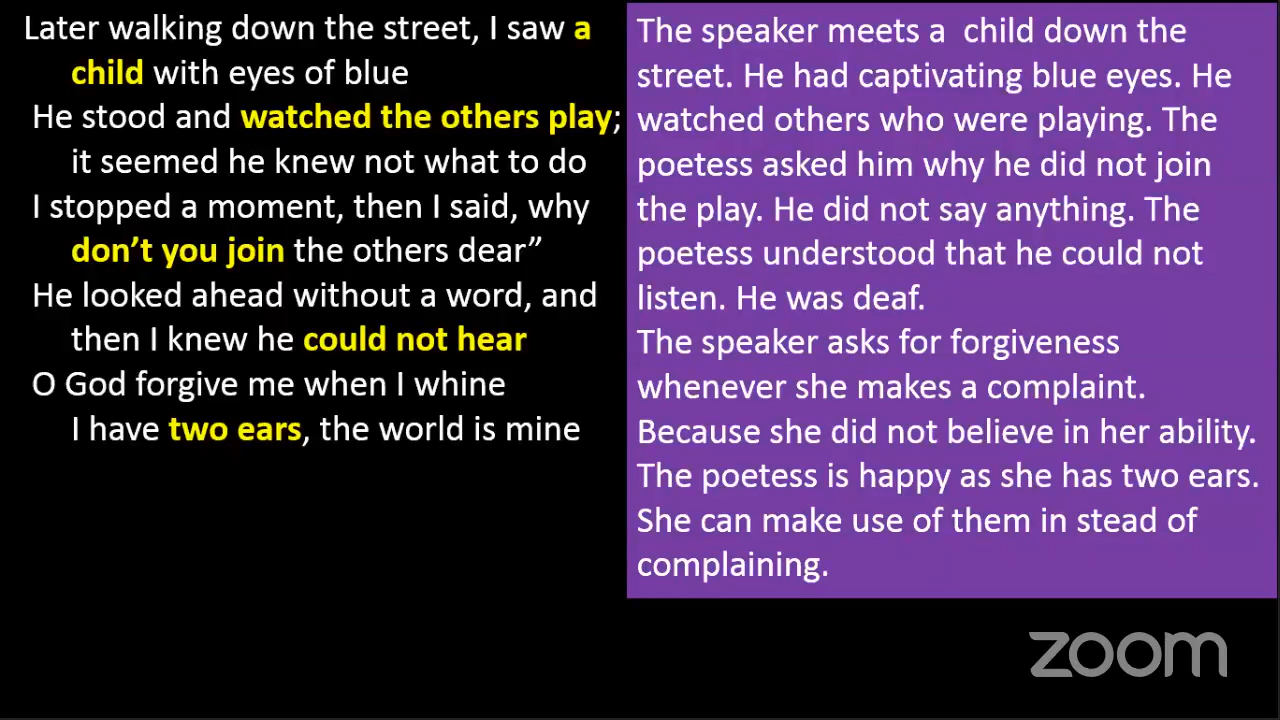 Later walking down the street, I saw a
child with eyes of blue
He stood and watched the others play;
it seemed he knew not what to do
I stopped a moment, then I said, why
don’t you join the others dear”
He looked ahead without a word, and
then I knew he could not hear
O God forgive me when I whine
I have two ears, the world is mine
The speaker meets a child down the
street. He had captivating blue eyes. He
watched others who were playing. The
poetess asked him why he did not join
the play. He did not say anything. The
poetess understood that he could not
listen. He was deaf.
The speaker asks for forgiveness
whenever she makes a complaint.
Because she did not believe in her ability.
The poetess is happy as she has two ears.
She can make use of them in stead of
complaining.
zoom